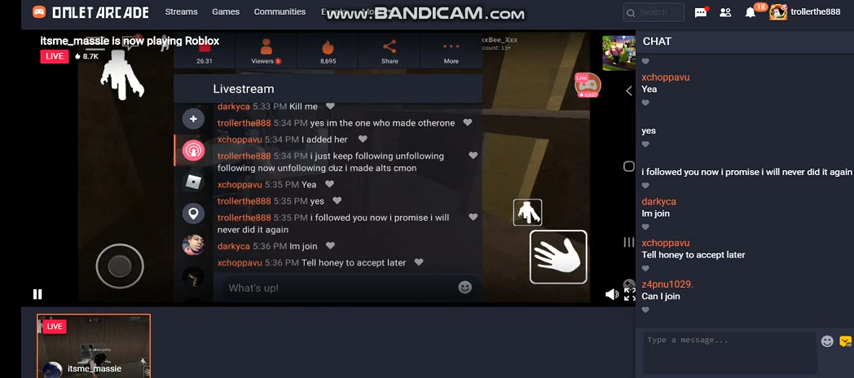 OMLET ARCADE
Streams
Games
Communities
www.BANDICAM.com
Search
18
trollerthe888
itsme_massie is now playing Roblox
LIVE
8.7K
26:31
Viewers
8,695
Share
More
xxBee_Xxx
count: 13+
Livestream
darkyca 5:33 PM Kill me
trollerthe888 5:34 PM yes im the one who made otherone
xchoppavu 5:34 PM I added her
trollerthe888 5:34 PM i just keep following unfollowing
following now unfollowing cuz i made alts cmon
xchoppavu 5:35 PM Yea
trollerthe888 5:35 PM yes
trollerthe888 5:35 PM i followed you now i promise i will
never did it again
darkyca 5:36 PM Im join
xchoppavu 5:36 PM Tell honey to accept later
What's up!
CHAT
xchoppavu
Yea
yes
i followed you now i promise i will never did it again
darkyca
Im join
xchoppavu
Tell honey to accept later
z4pnu1029.
Can I join
Type a message...
LIVE
itsme_massie